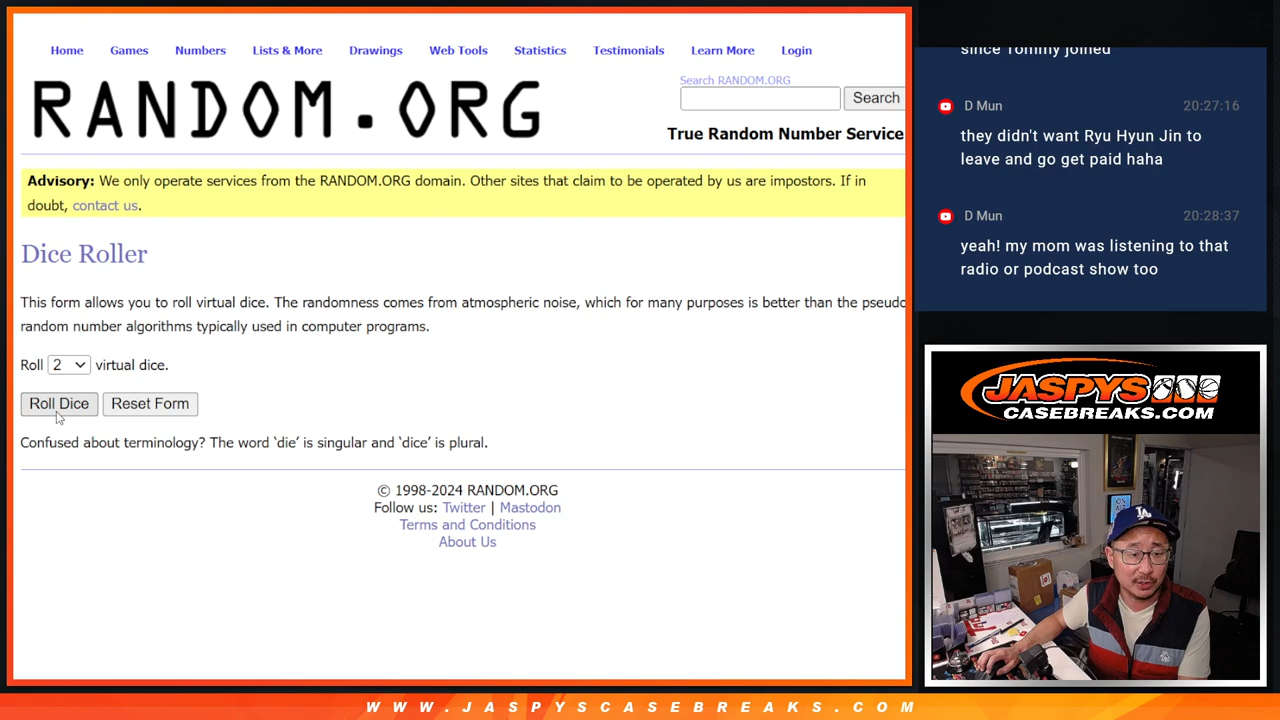 Home Games Numbers Lists & More Drawings Web Tools Statistics Testimonials Learn More Login
RANDOM.ORG
Search RANDOM.ORG
Search
True Random Number Service
Advisory: We only operate services from the RANDOM.ORG domain. Other sites that claim to be operated by us are impostors. If in
doubt, contact us.
Dice Roller
This form allows you to roll virtual dice. The randomness comes from atmospheric noise, which for many purposes is better than the pseudo
random number algorithms typically used in computer programs.
Roll 2 virtual dice.
Roll Dice Reset Form
Confused about terminology? The word ‘die’ is singular and ‘dice’ is plural.
© 1998-2024 RANDOM.ORG
Follow us: Twitter | Mastodon
Terms and Conditions
About Us
since Tommy joined
D Mun 20:27:16
they didn't want Ryu Hyun Jin to
leave and go get paid haha
D Mun 20:28:37
yeah! my mom was listening to that
radio or podcast show too
JASPYS
CASEBREAKS.COM
ON
AIR
LA
WWW.JASPYSCASEBREAKS.COM